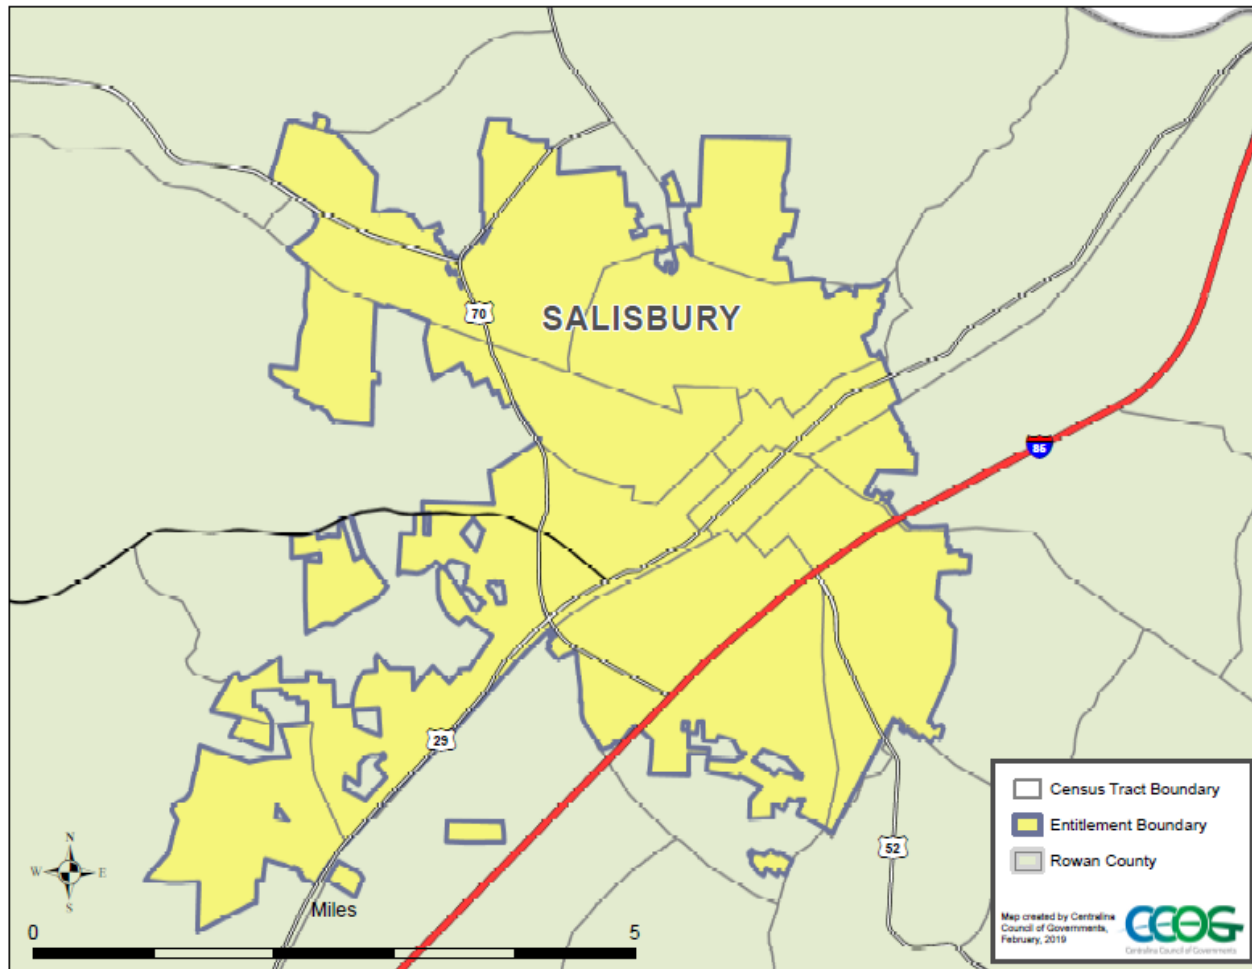 70
SALISBURY
85
29
52
N
W E
S
Miles
0 5
Census Tract Boundary
Entitlement Boundary
Rowan County
Map created by Centralina
Council of Governments,
February, 2019
CCOG
Centralina Council of Governments